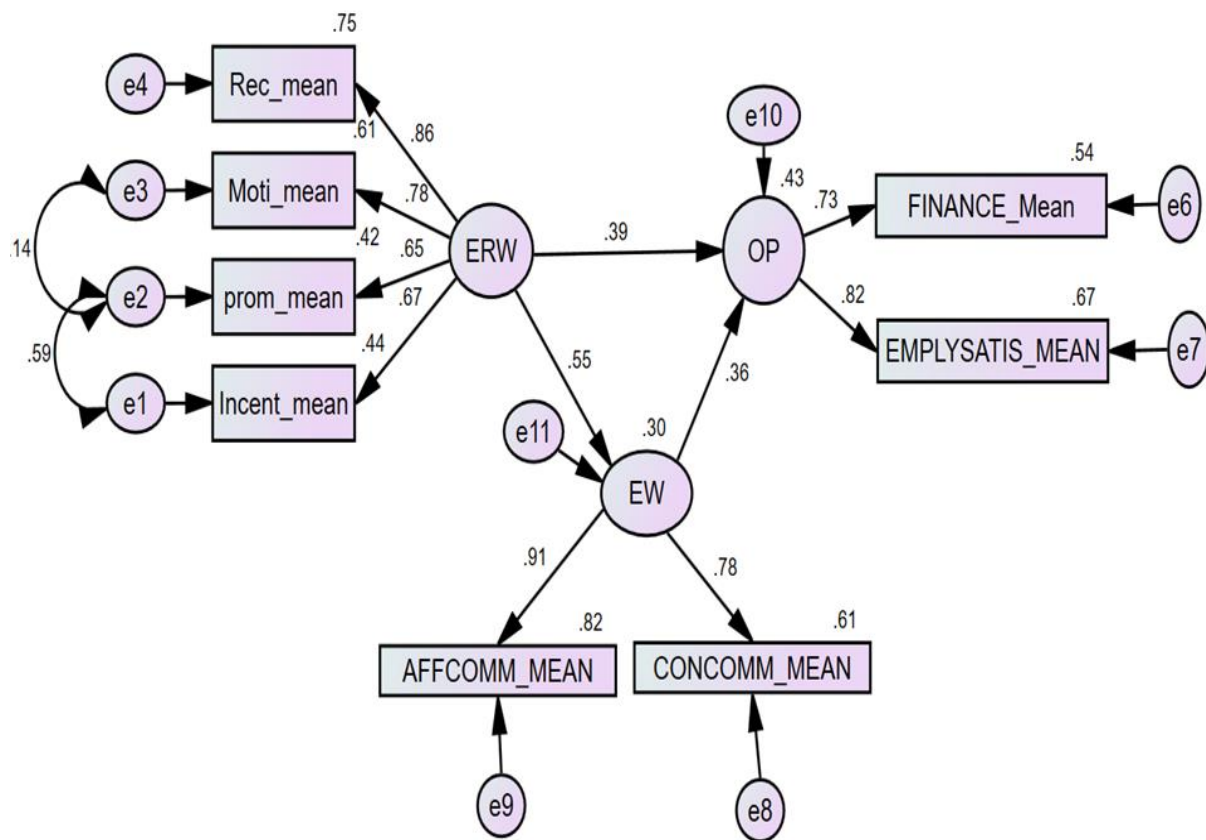 .75
e4
Rec_mean
.61
.86
e3
Moti_mean
.78
.14
.42
e2
prom_mean
.65
.67
.59
.44
e1
Incent_mean
ERW
.39
.55
e10
.43
OP
.73
.54
FINANCE_Mean
e6
.82
.67
EMPLYSATIS_MEAN
e7
.36
e11
.30
EW
.91
.78
.82
AFFCOMM_MEAN
.61
CONCOMM_MEAN
e9
e8